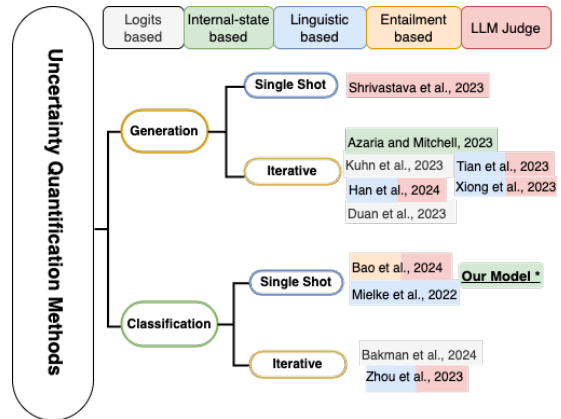 Logits
based
Internal-state
based
Linguistic
based
Entailment
based
LLM Judge
Uncertainty Quantification Methods
Generation
Single Shot
Shrivastava et al., 2023
Iterative
Azaria and Mitchell, 2023
Kuhn et al., 2023
Tian et al., 2023
Han et al., 2024
Xiong et al., 2023
Duan et al., 2023
Classification
Single Shot
Bao et al., 2024
Our Model *
Mielke et al., 2022
Iterative
Bakman et al., 2024
Zhou et al., 2023